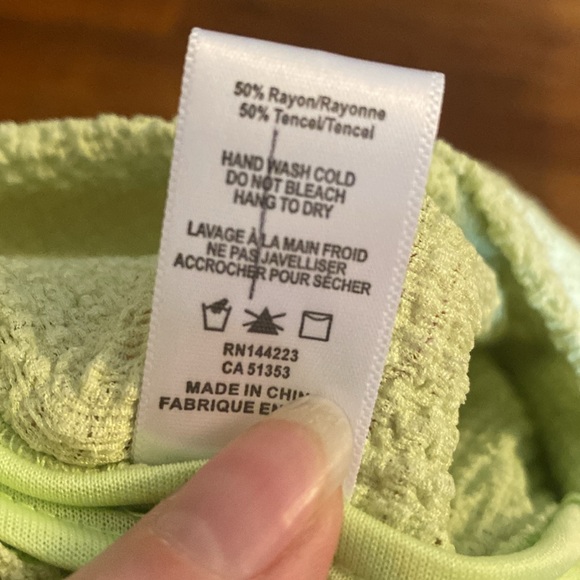 50% Rayon/Rayonne
50% Tencel/Tencel
HAND WASH COLD
DO NOT BLEACH
HANG TO DRY
LAVAGE À LA MAIN FROID
NE PAS JAVELLISER
ACCROCHER POUR SÉCHER
RN144223
CA 51353
MADE IN
FABRIQUE EN